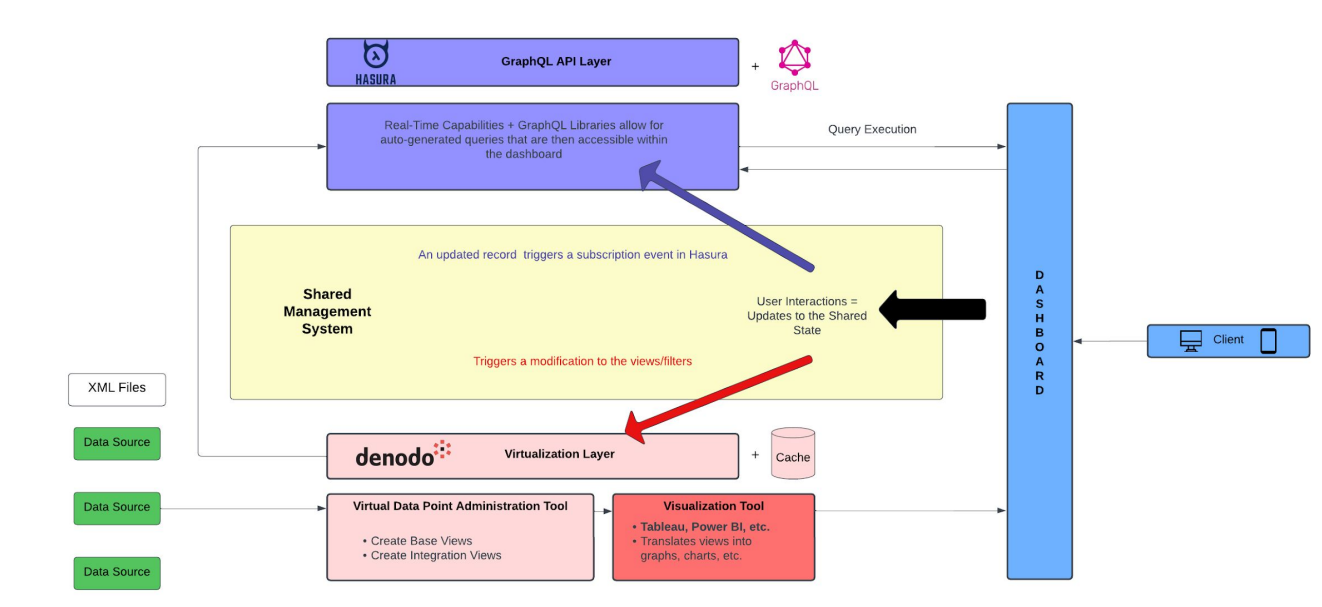 HASURA
GraphQL API Layer
+
GraphQL
Real-Time Capabilities + GraphQL Libraries allow for
auto-generated queries that are then accessible within
the dashboard
Query Execution
An updated record triggers a subscription event in Hasura
Shared
Management
System
User Interactions =
Updates to the Shared
State
Triggers a modification to the views/filters
DASHBOARD
Client
XML Files
Data Source
Data Source
Data Source
denodo
Virtualization Layer
+
Cache
Virtual Data Point Administration Tool
• Create Base Views
• Create Integration Views
Visualization Tool
• Tableau, Power BI, etc.
• Translates views into
graphs, charts, etc.